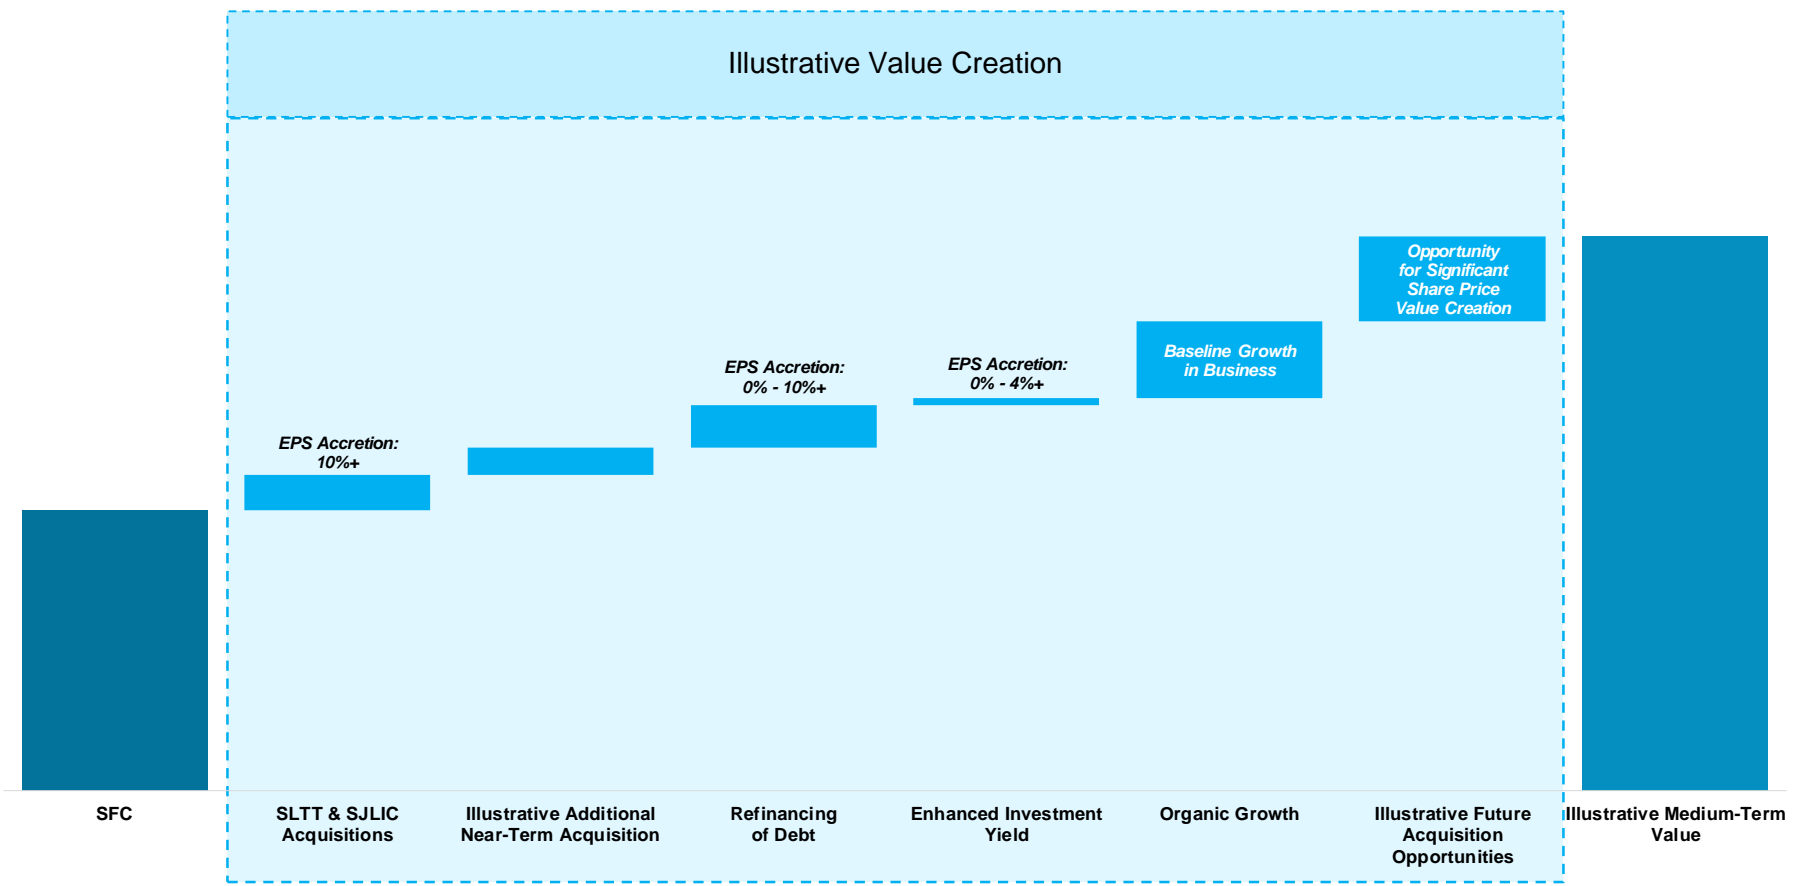 Illustrative Value Creation
Opportunity
for Significant
Share Price
Value Creation
Baseline Growth
in Business
EPS Accretion:
0% - 10%+
EPS Accretion:
0% - 4%+
EPS Accretion:
10%+
SFC
SLTT & SJLIC
Acquisitions
Illustrative Additional
Near-Term Acquisition
Refinancing
of Debt
Enhanced Investment
Yield
Organic Growth
Illustrative Future
Acquisition
Opportunities
Illustrative Medium-Term
Value